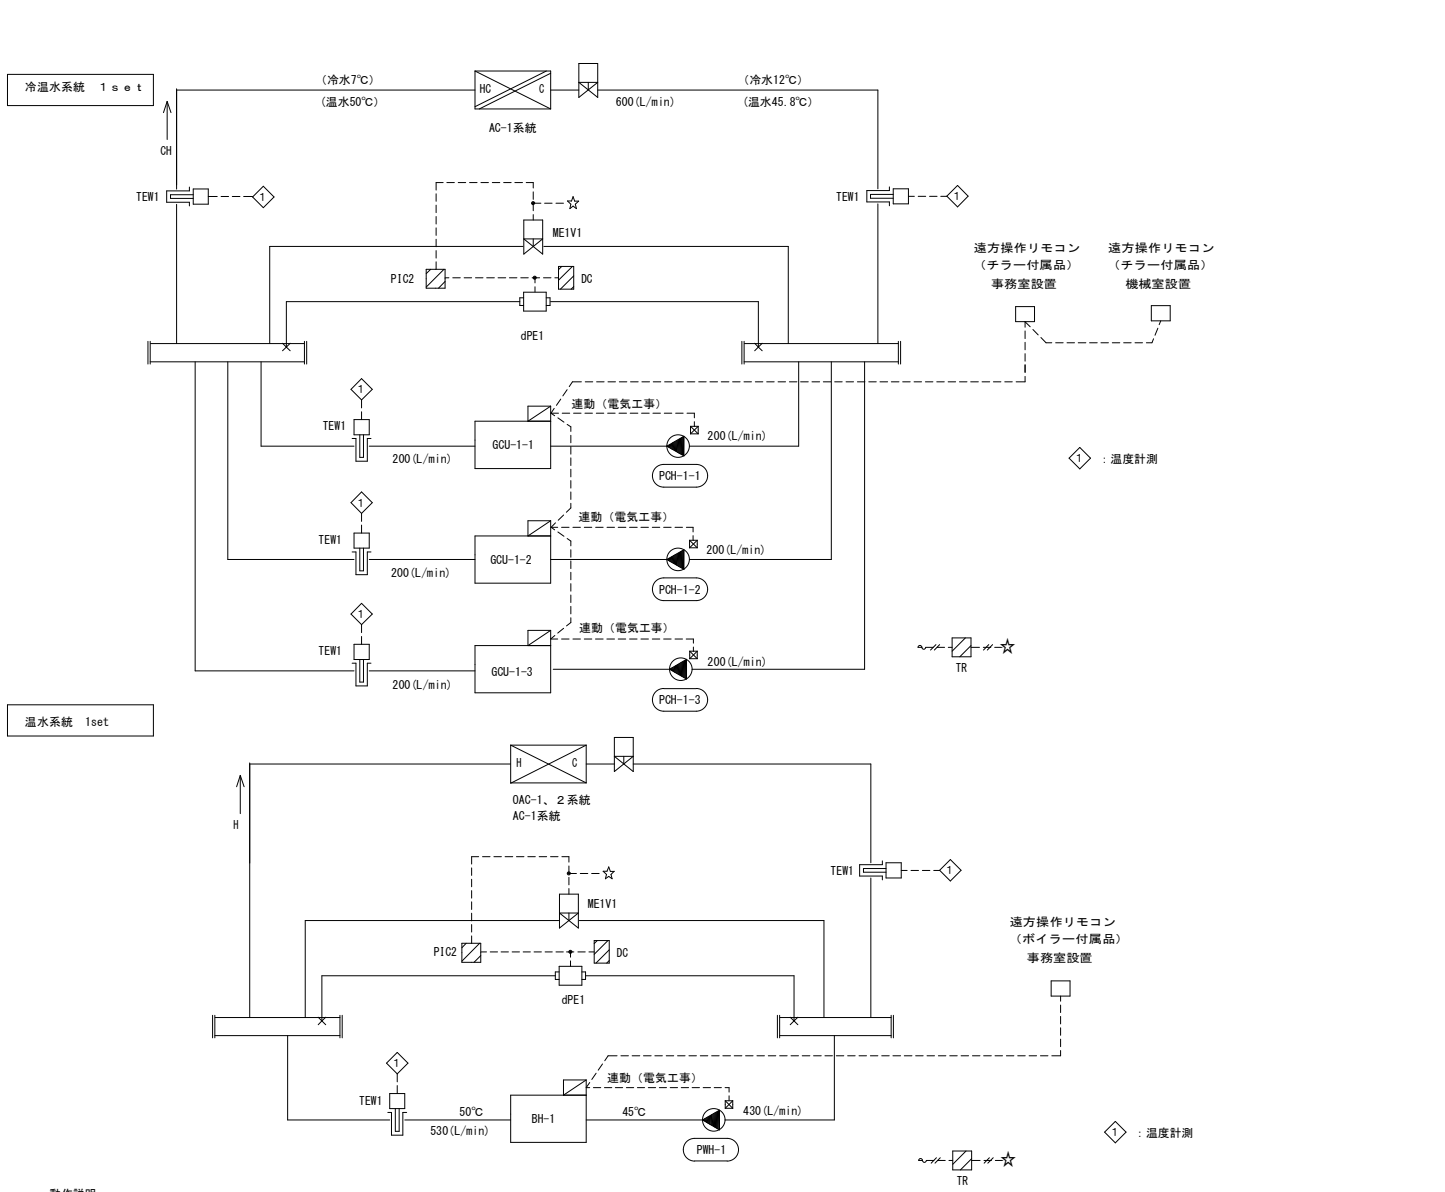 冷温水系統　１ｓｅｔ
（冷水7℃）
（温水50℃）
HC
C
AC-1系統
600(L/min)
（冷水12℃）
（温水45.8℃）
CH
TEW1
1
TEW1
1
ME1V1
PIC2
DC
dPE1
遠方操作リモコン
（チラー付属品）
事務室設置
遠方操作リモコン
（チラー付属品）
機械室設置
1
TEW1
200(L/min)
GCU-1-1
連動（電気工事）
200(L/min)
PCH-1-1
1
：温度計測
1
TEW1
200(L/min)
GCU-1-2
連動（電気工事）
200(L/min)
PCH-1-2
1
TEW1
200(L/min)
GCU-1-3
連動（電気工事）
200(L/min)
PCH-1-3
TR
温水系統　1set
H
C
OAC-1、２系統
AC-1系統
H
TEW1
1
ME1V1
PIC2
DC
dPE1
遠方操作リモコン
（ボイラー付属品）
事務室設置
1
TEW1
50℃
530(L/min)
BH-1
連動（電気工事）
45℃
430(L/min)
PWH-1
1
：温度計測
TR
動作説明